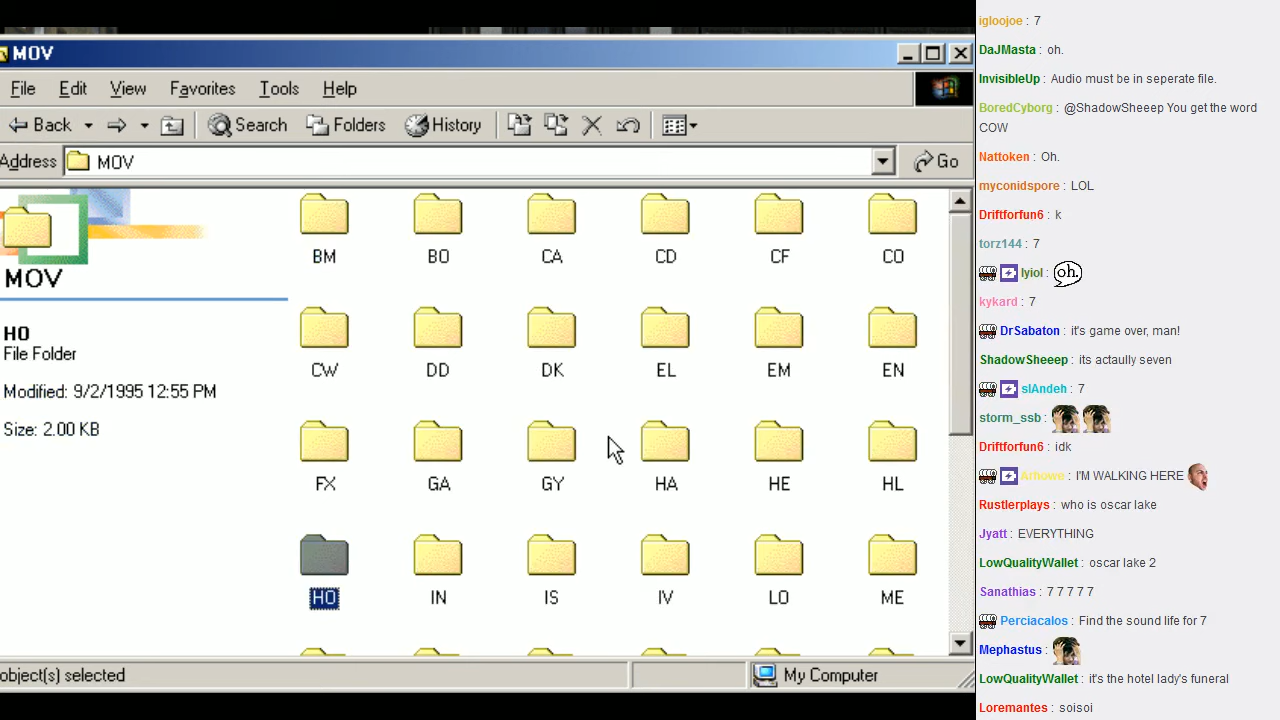 MOV
File Edit View Favorites Tools Help
Back Search Folders History
Address MOV Go
MOV
HO
File Folder
Modified: 9/2/1995 12:55 PM
Size: 2.00 KB
BM BO CA CD CF CO
CW DD DK EL EM EN
FX GA GY HA HE HL
HO IN IS IV LO ME
object(s) selected
My Computer
igloojoe : 7
DaJMasta : oh.
InvisibleUp : Audio must be in seperate file.
BoredCyborg : @ShadowSheeep You get the word
COW
Nattoken : Oh.
myconidspore : LOL
Driftforfun6 : k
torz144 : 7
lyiol : oh.
kykard : 7
DrSabaton : it's game over, man!
ShadowSheeep : its actaully seven
slAndeh : 7
storm_ssb :
Driftforfun6 : idk
Arhuwe : I'M WALKING HERE
Rustlerplays : who is oscar lake
Jyatt : EVERYTHING
LowQualityWallet : oscar lake 2
Sanathias : 7 7 7 7 7
Perciacalos : Find the sound life for 7
Mephastus :
LowQualityWallet : it's the hotel lady's funeral
Loremantes : soisoi